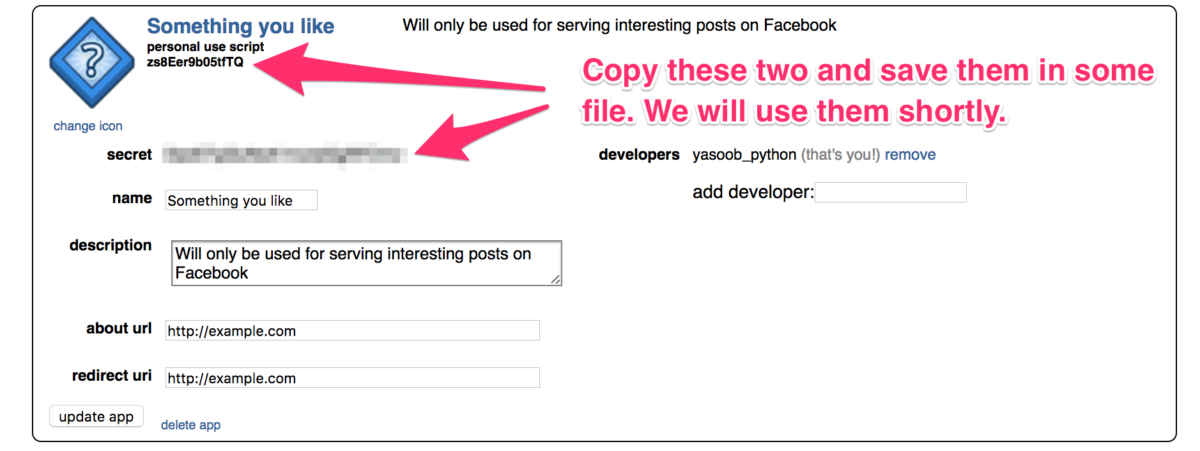 Something you like
Will only be used for serving interesting posts on Facebook
personal use script
zs8Eer9b05tfTQ
Copy these two and save them in some
file. We will use them shortly.
change icon
secret
developers yasoob_python (that's you!) remove
name Something you like
add developer:
description Will only be used for serving interesting posts on
Facebook
about url http://example.com
redirect uri http://example.com
update app delete app